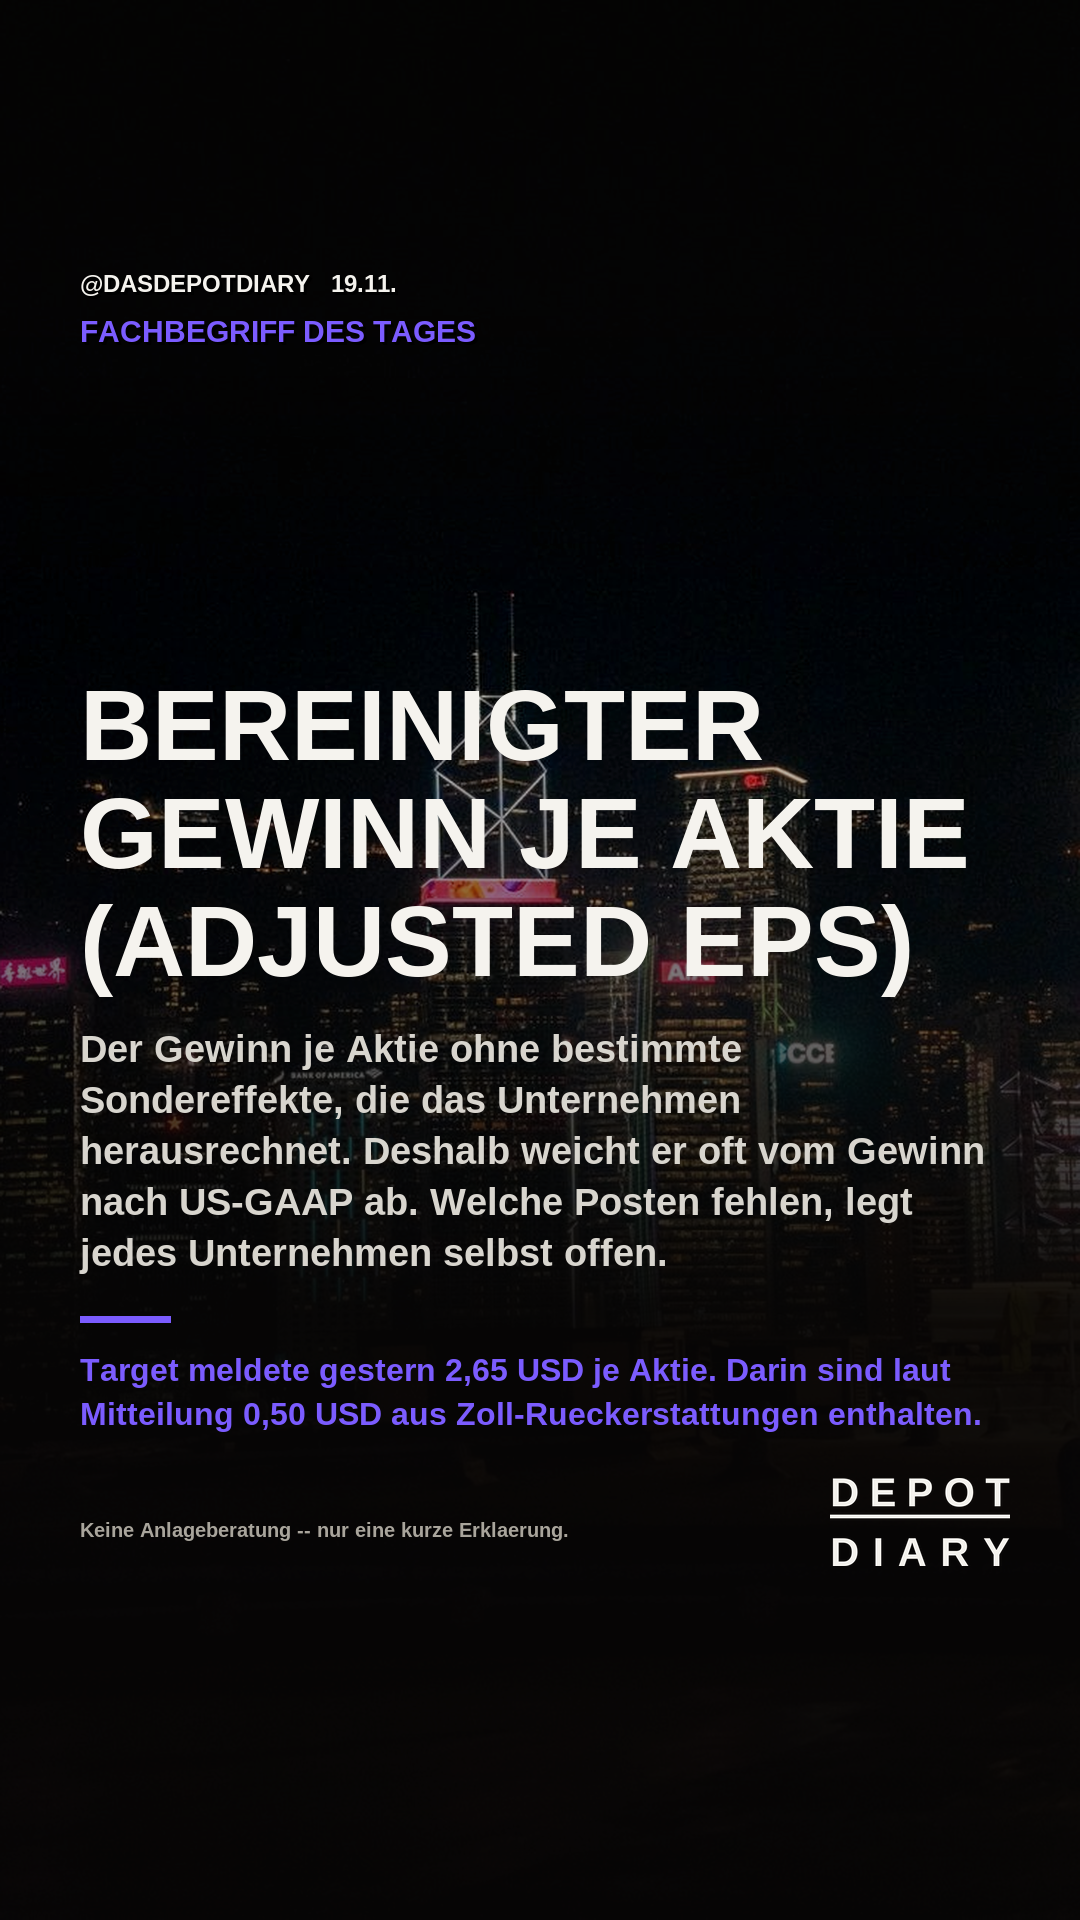 @DASDEPOTDIARY 19.11.
FACHBEGRIFF DES TAGES
BEREINIGTER
GEWINN JE AKTIE
(ADJUSTED EPS)
Der Gewinn je Aktie ohne bestimmte
Sondereffekte, die das Unternehmen
herausrechnet. Deshalb weicht er oft vom Gewinn
nach US-GAAP ab. Welche Posten fehlen, legt
jedes Unternehmen selbst offen.
BANK OF AMERICA
Target meldete gestern 2,65 USD je Aktie. Darin sind laut
Mitteilung 0,50 USD aus Zoll-Rueckerstattungen enthalten.
Keine Anlageberatung -- nur eine kurze Erklaerung.
DEPOT
DIARY